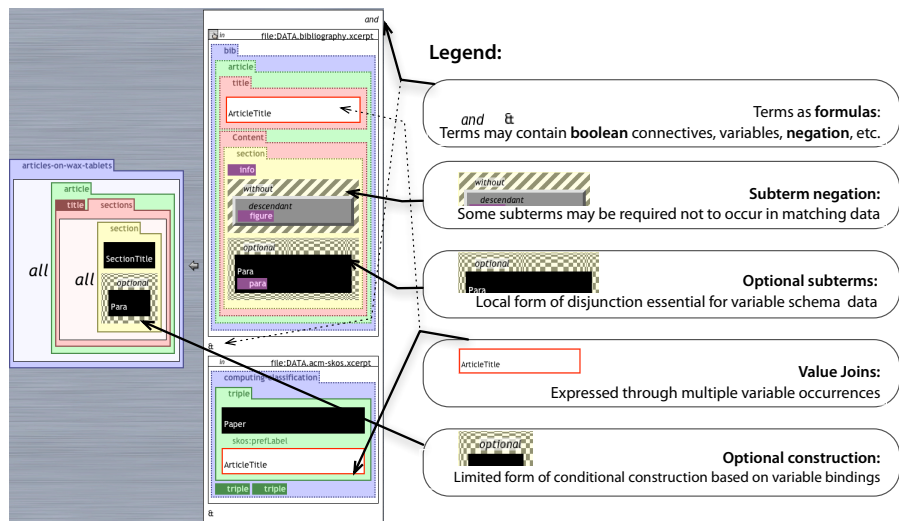 and
in
file:DATA.bibliography.xcerpt
bib
article
title
ArticleTitle
Content
section
info
without
descendant
figure
optional
Para
para
&
in
file:DATA.acm-skos.xcerpt
computing-classification
triple
Paper
skos:prefLabel
ArticleTitle
triple triple
&
articles-on-wax-tablets
article
title sections
section
all
all
SectionTitle
optional
Para
Legend:
Terms as formulas:
and &
Terms may contain boolean connectives, variables, negation, etc.
without
descendant
Subterm negation:
Some subterms may be required not to occur in matching data
optional
Para
Optional subterms:
Local form of disjunction essential for variable schema data
ArticleTitle
Value Joins:
Expressed through multiple variable occurrences
optional
Optional construction:
Limited form of conditional construction based on variable bindings